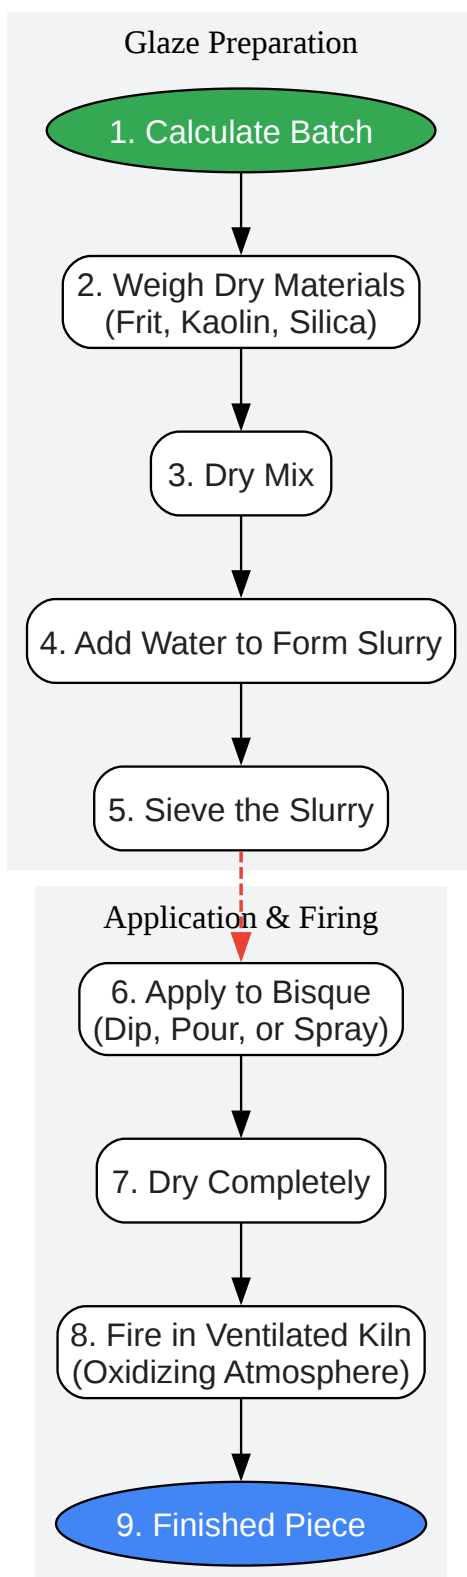 Glaze Preparation
1. Calculate Batch
2. Weigh Dry Materials
(Frit, Kaolin, Silica)
3. Dry Mix
4. Add Water to Form Slurry
5. Sieve the Slurry
Application & Firing
6. Apply to Bisque
(Dip, Pour, or Spray)
7. Dry Completely
8. Fire in Ventilated Kiln
(Oxidizing Atmosphere)
9. Finished Piece